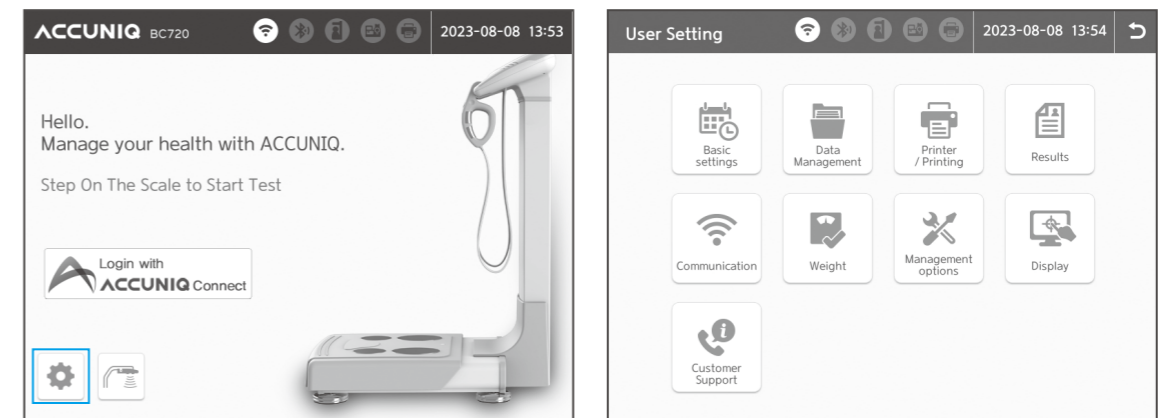 ACCUNIQ BC720
2023-08-08 13:53
Hello.
Manage your health with ACCUNIQ.
Step On The Scale to Start Test
Login with
ACCUNIQ Connect
User Setting
2023-08-08 13:54
Basic
settings
Data
Management
Printer
/ Printing
Results
Communication
Weight
Management
options
Display
Customer
Support